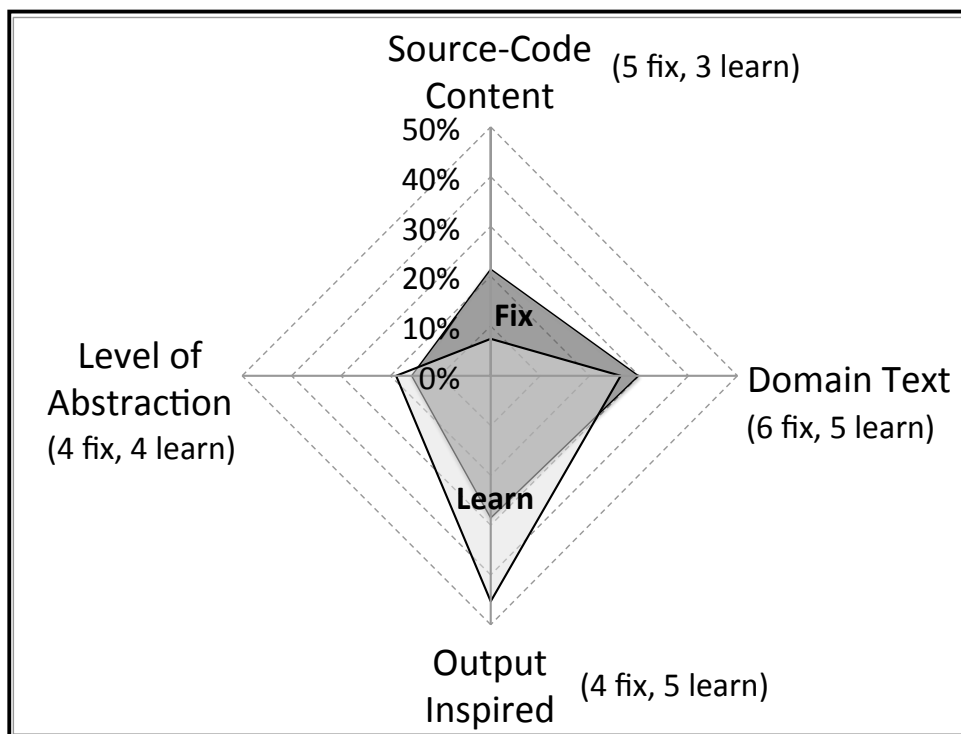 Source-Code
Content
(5 fix, 3 learn)
50%
40%
30%
20%
10%
0%
Fix
Level of
Abstraction
(4 fix, 4 learn)
Domain Text
(6 fix, 5 learn)
Learn
Output
Inspired
(4 fix, 5 learn)